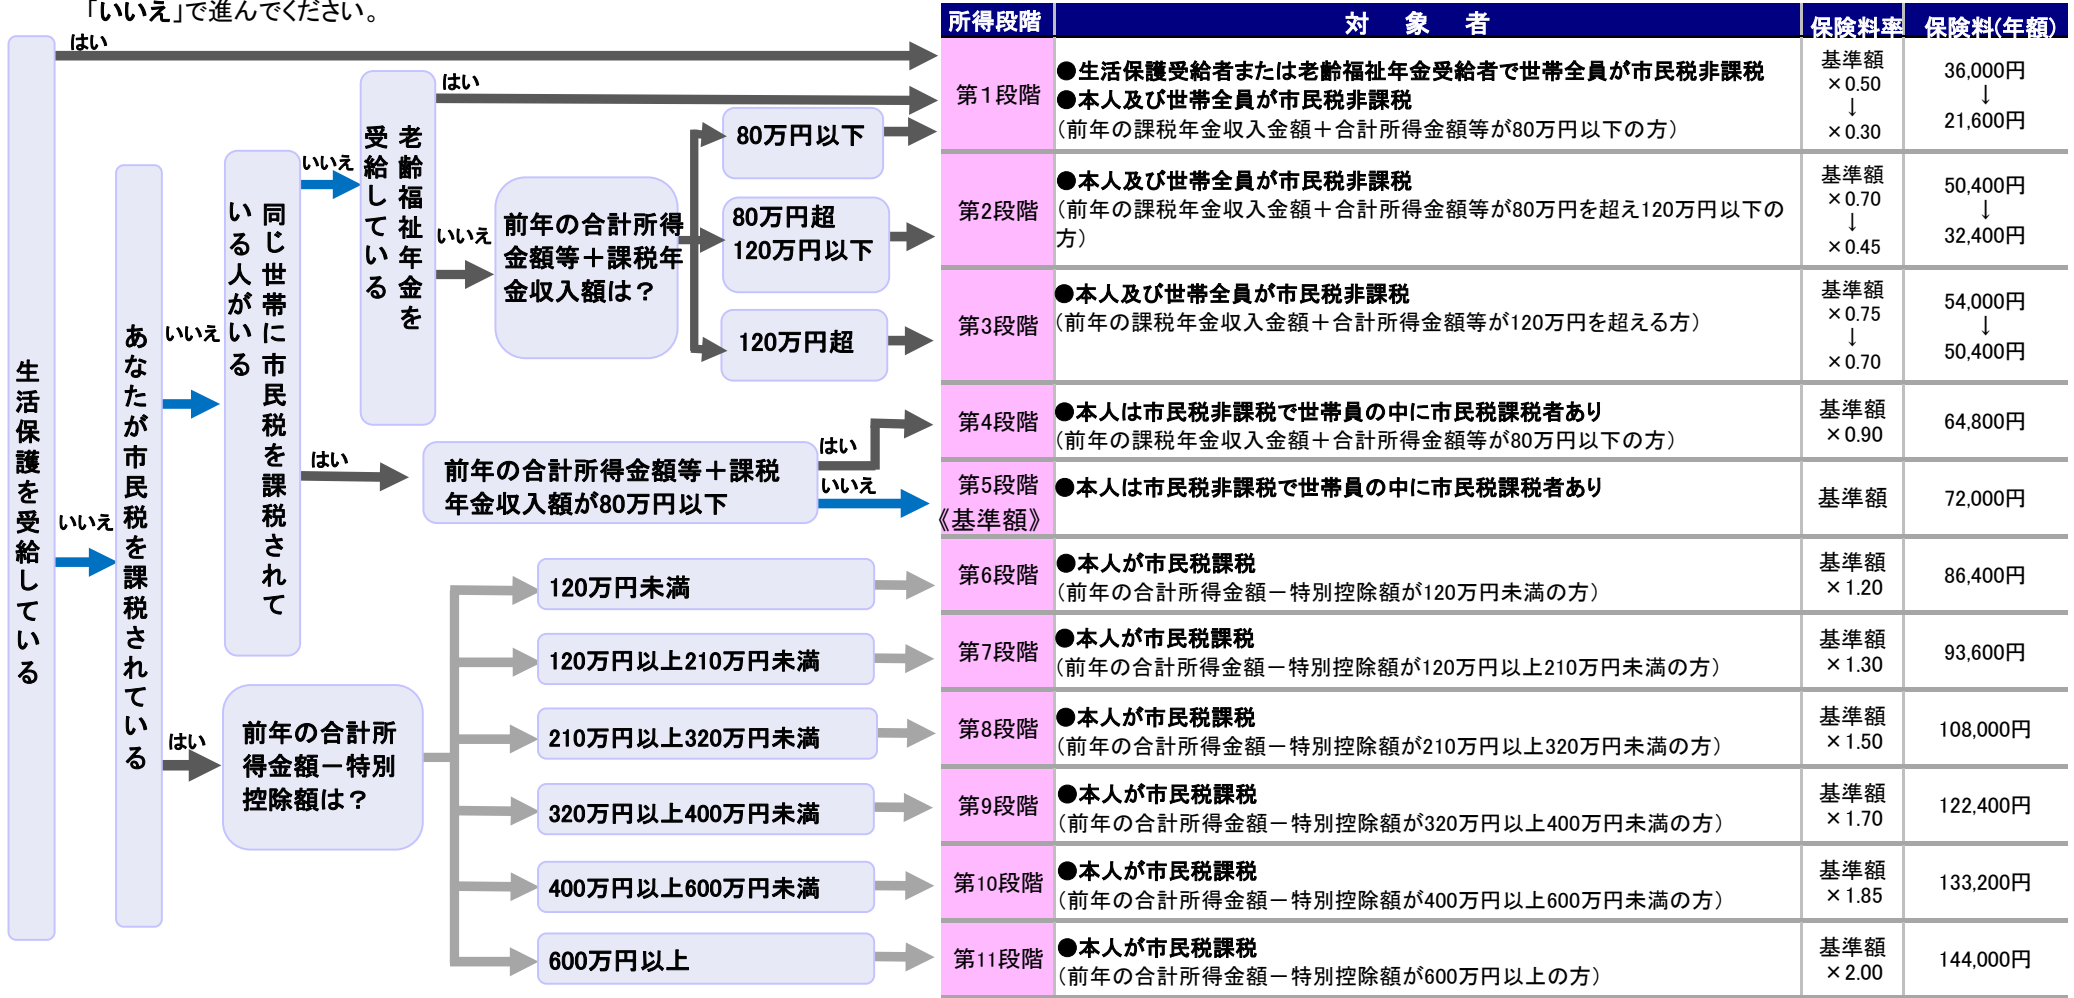 「いいえ」で進んでください。
はい
生活保護を受給している
いいえ
あなたが市民税を課税されている
いいえ
はい
同じ世帯に市民税を課税されて
いる人がいる
いいえ
はい
老齢福祉年金を
受給している
はい
いいえ
前年の合計所得
金額等＋課税年
金収入額は？
80万円以下
80万円超
120万円以下
120万円超
前年の合計所得金額等＋課税
年金収入額が80万円以下
はい
いいえ
前年の合計所
得金額－特別
控除額は？
120万円未満
120万円以上210万円未満
210万円以上320万円未満
320万円以上400万円未満
400万円以上600万円未満
600万円以上
所得段階 対象者 保険料率 保険料(年額)
第1段階
●生活保護受給者または老齢福祉年金受給者で世帯全員が市民税非課税
●本人及び世帯全員が市民税非課税
（前年の課税年金収入金額＋合計所得金額等が80万円以下の方）
基準額
×0.50
↓
×0.30
36,000円
↓
21,600円
第2段階
●本人及び世帯全員が市民税非課税
（前年の課税年金収入金額＋合計所得金額等が80万円を超え120万円以下の
方）
基準額
×0.70
↓
×0.45
50,400円
↓
32,400円
第3段階
●本人及び世帯全員が市民税非課税
（前年の課税年金収入金額＋合計所得金額等が120万円を超える方）
基準額
×0.75
↓
×0.70
54,000円
↓
50,400円
第4段階
●本人は市民税非課税で世帯員の中に市民税課税者あり
（前年の課税年金収入金額＋合計所得金額等が80万円以下の方）
基準額
×0.90
64,800円
第5段階
《基準額》
●本人は市民税非課税で世帯員の中に市民税課税者あり
基準額
72,000円
第6段階
●本人が市民税課税
（前年の合計所得金額－特別控除額が120万円未満の方）
基準額
×1.20
86,400円
第7段階
●本人が市民税課税
（前年の合計所得金額－特別控除額が120万円以上210万円未満の方）
基準額
×1.30
93,600円
第8段階
●本人が市民税課税
（前年の合計所得金額－特別控除額が210万円以上320万円未満の方）
基準額
×1.50
108,000円
第9段階
●本人が市民税課税
（前年の合計所得金額－特別控除額が320万円以上400万円未満の方）
基準額
×1.70
122,400円
第10段階
●本人が市民税課税
（前年の合計所得金額－特別控除額が400万円以上600万円未満の方）
基準額
×1.85
133,200円
第11段階
●本人が市民税課税
（前年の合計所得金額－特別控除額が600万円以上の方）
基準額
×2.00
144,000円